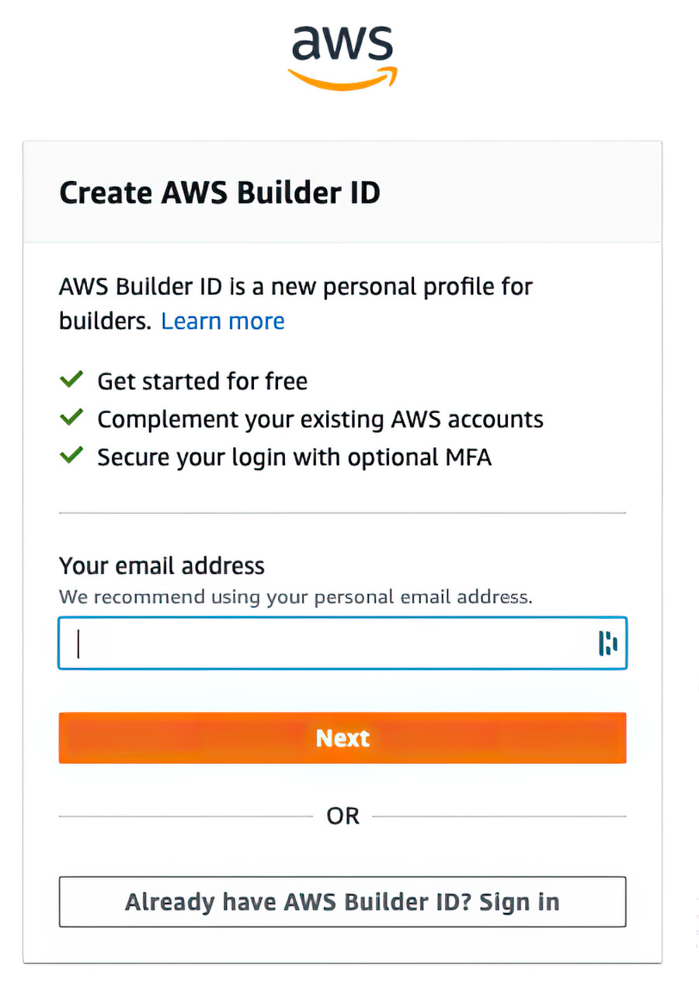 aws
Create AWS Builder ID
AWS Builder ID is a new personal profile for
builders. Learn more
Get started for free
Complement your existing AWS accounts
Secure your login with optional MFA
Your email address
We recommend using your personal email address.
Next
OR
Already have AWS Builder ID? Sign in